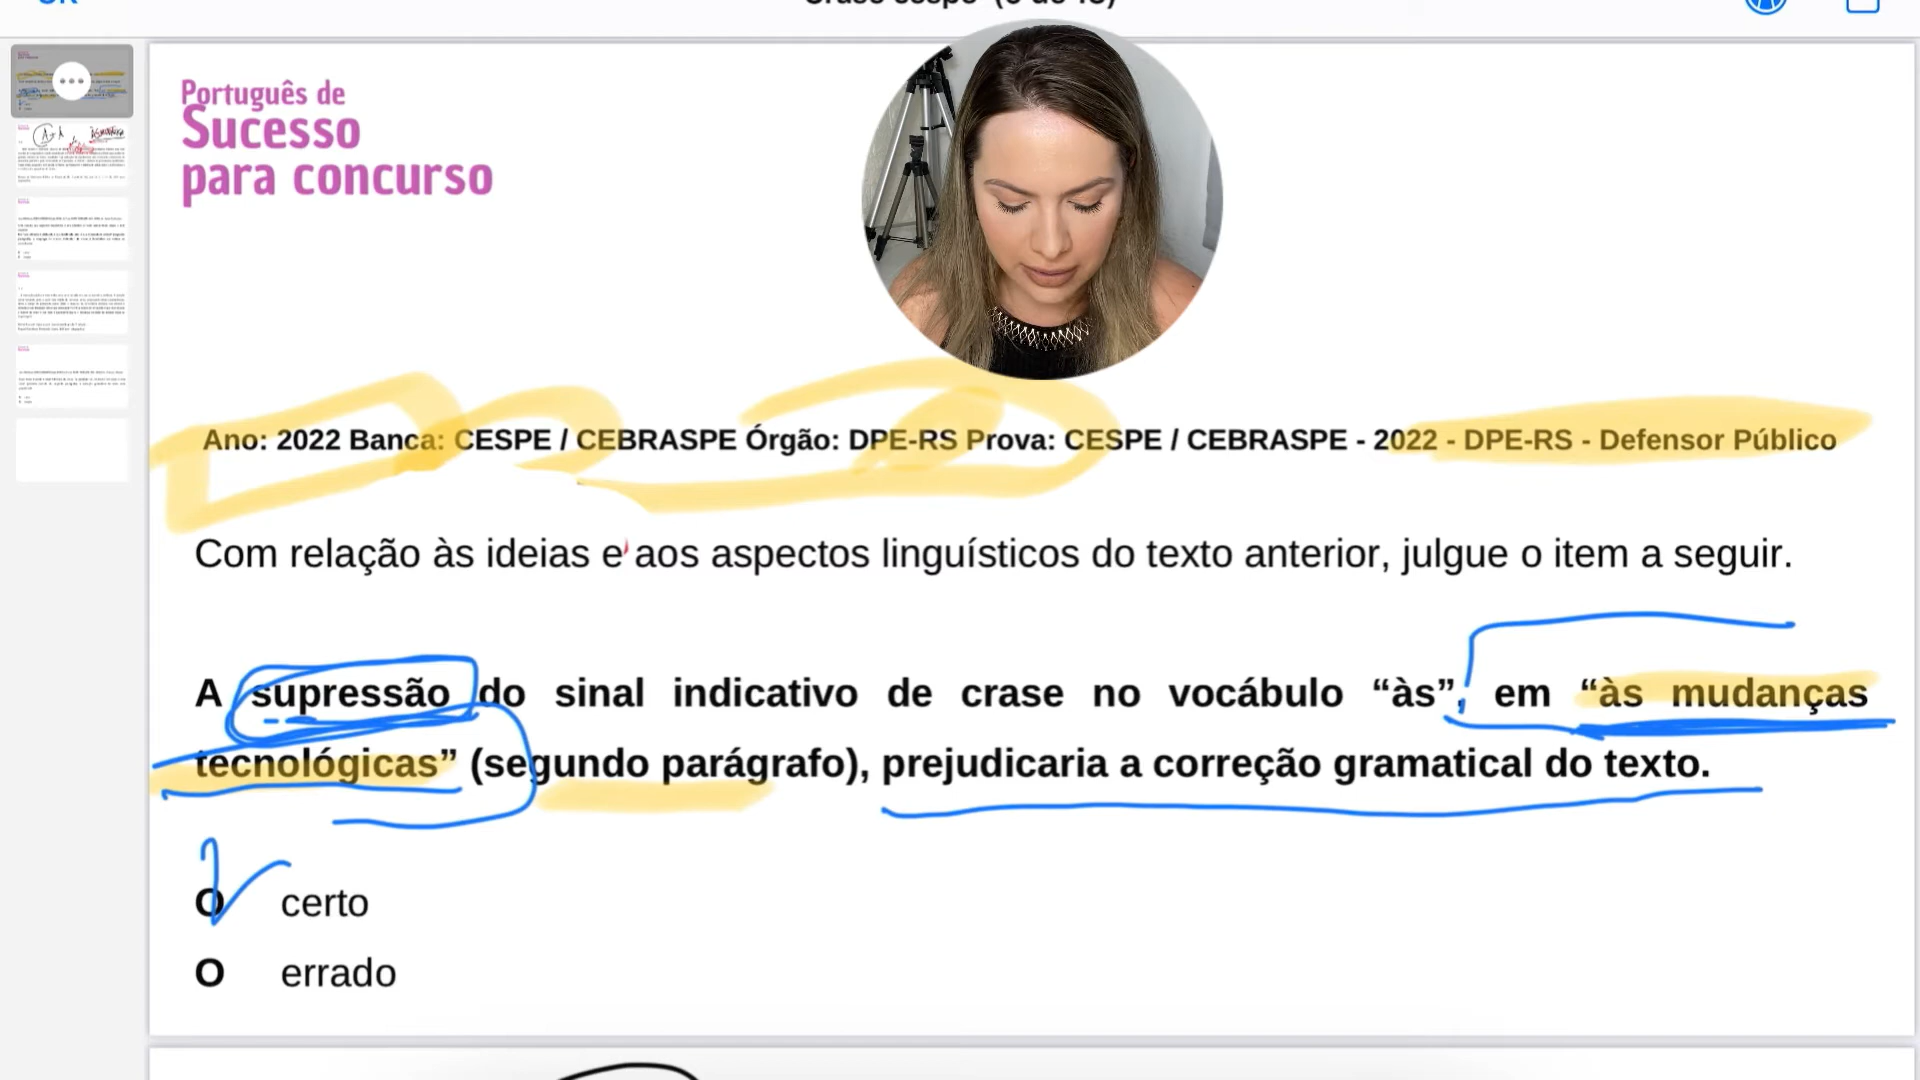 Português de
Sucesso
para concurso
Ano: 2022 Banca: CESPE / CEBRASPE Órgão: DPE-RS Prova: CESPE / CEBRASPE - 2022 - DPE-RS - Defensor Público
Com relação às ideias e aos aspectos linguísticos do texto anterior, julgue o item a seguir.
A supressão do sinal indicativo de crase no vocábulo “às”, em “às mudanças
tecnológicas” (segundo parágrafo), prejudicaria a correção gramatical do texto.
O certo
O errado